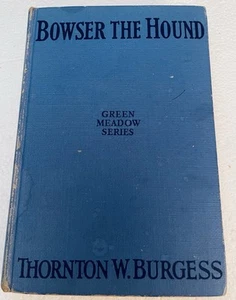 BOWSER THE HOUND
GREEN
MEADOW
SERIES
THORNTON W. BURGESS